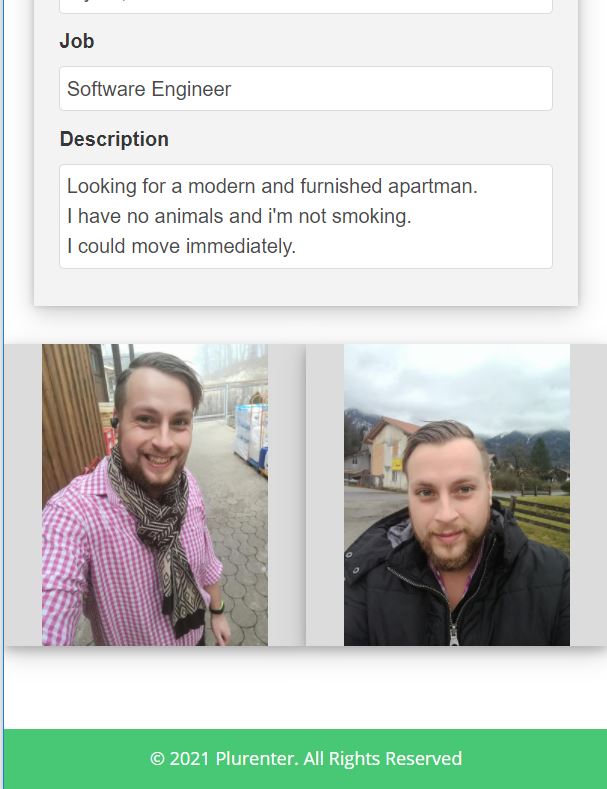 Job
Software Engineer
Description
Looking for a modern and furnished apartman.
I have no animals and i'm not smoking.
I could move immediately.
© 2021 Plurenter. All Rights Reserved